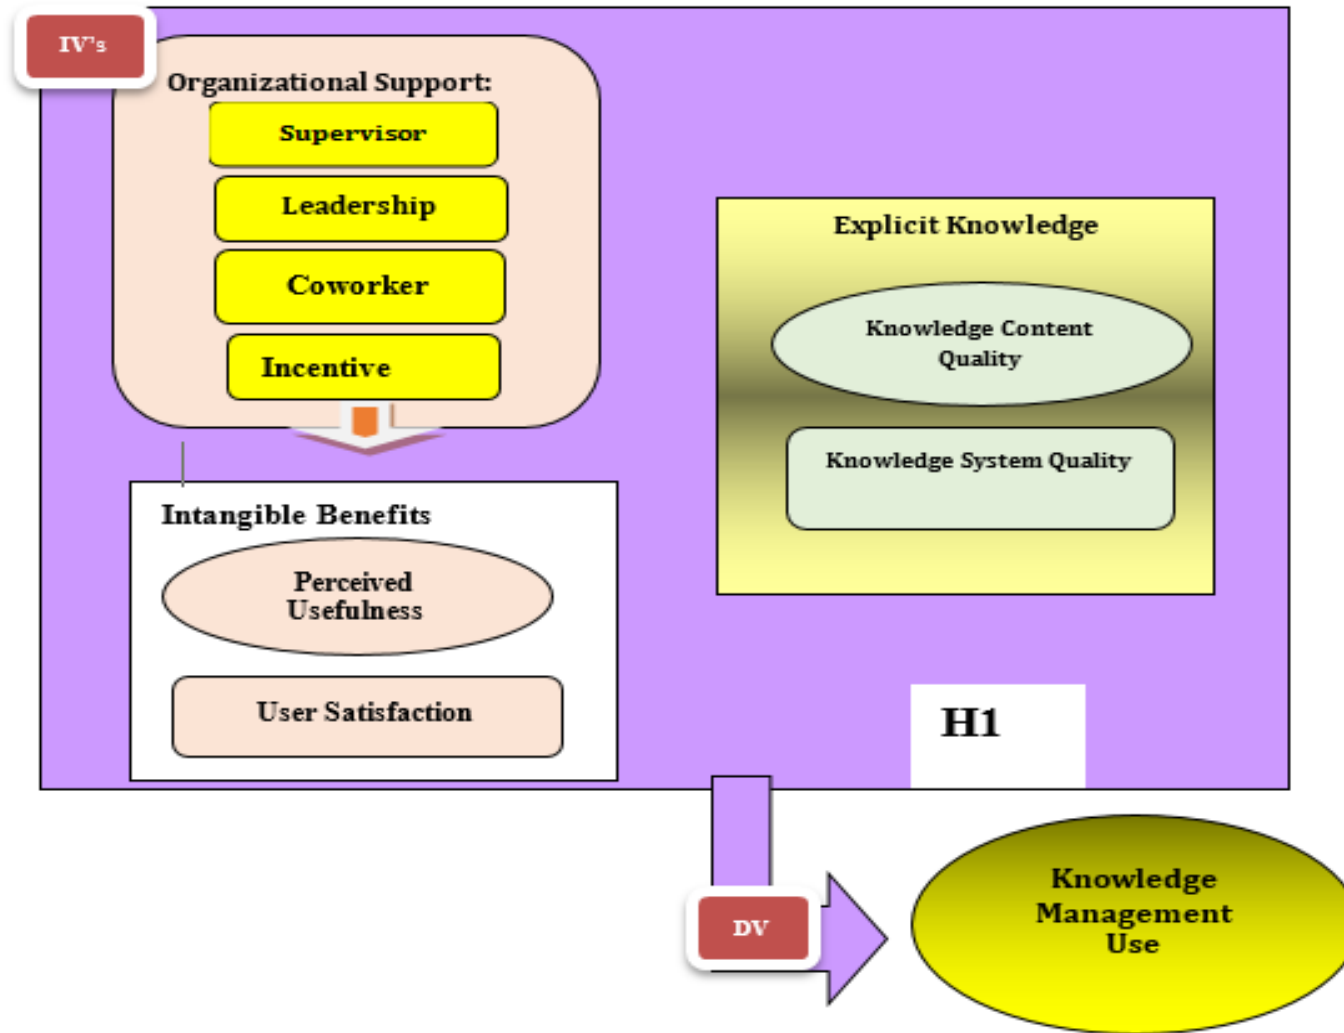 IV's
Organizational Support:
Supervisor
Leadership
Coworker
Incentive
Intangible Benefits
Perceived
Usefulness
User Satisfaction
Explicit Knowledge
Knowledge Content
Quality
Knowledge System Quality
H1
DV
Knowledge
Management
Use